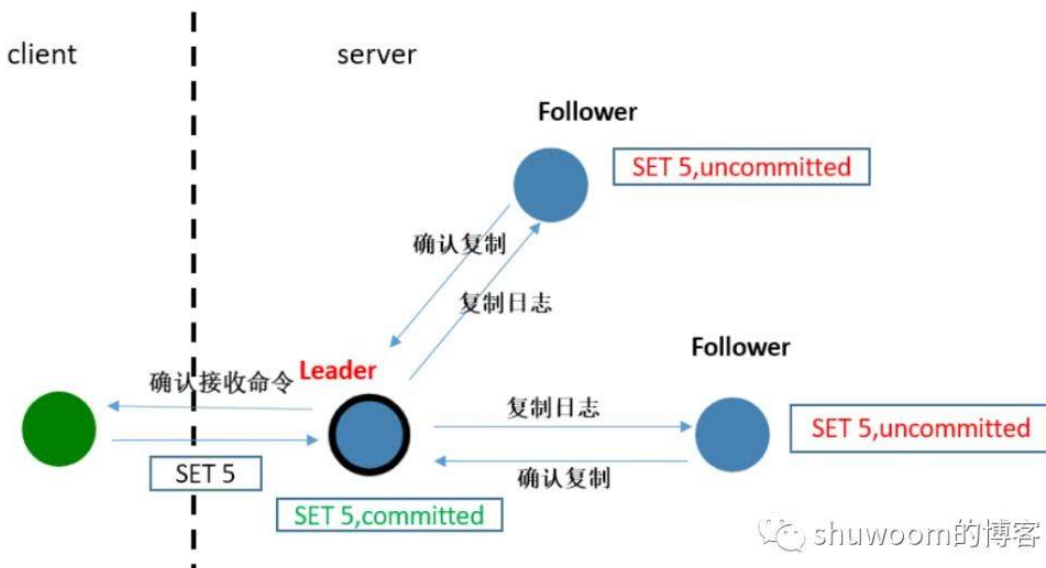 client
server
Follower
SET 5,uncommitted
确认复制
复制日志
Follower
Leader
确认接收命令
复制日志
SET 5,uncommitted
SET 5
确认复制
SET 5,committed
shuwoom的博客